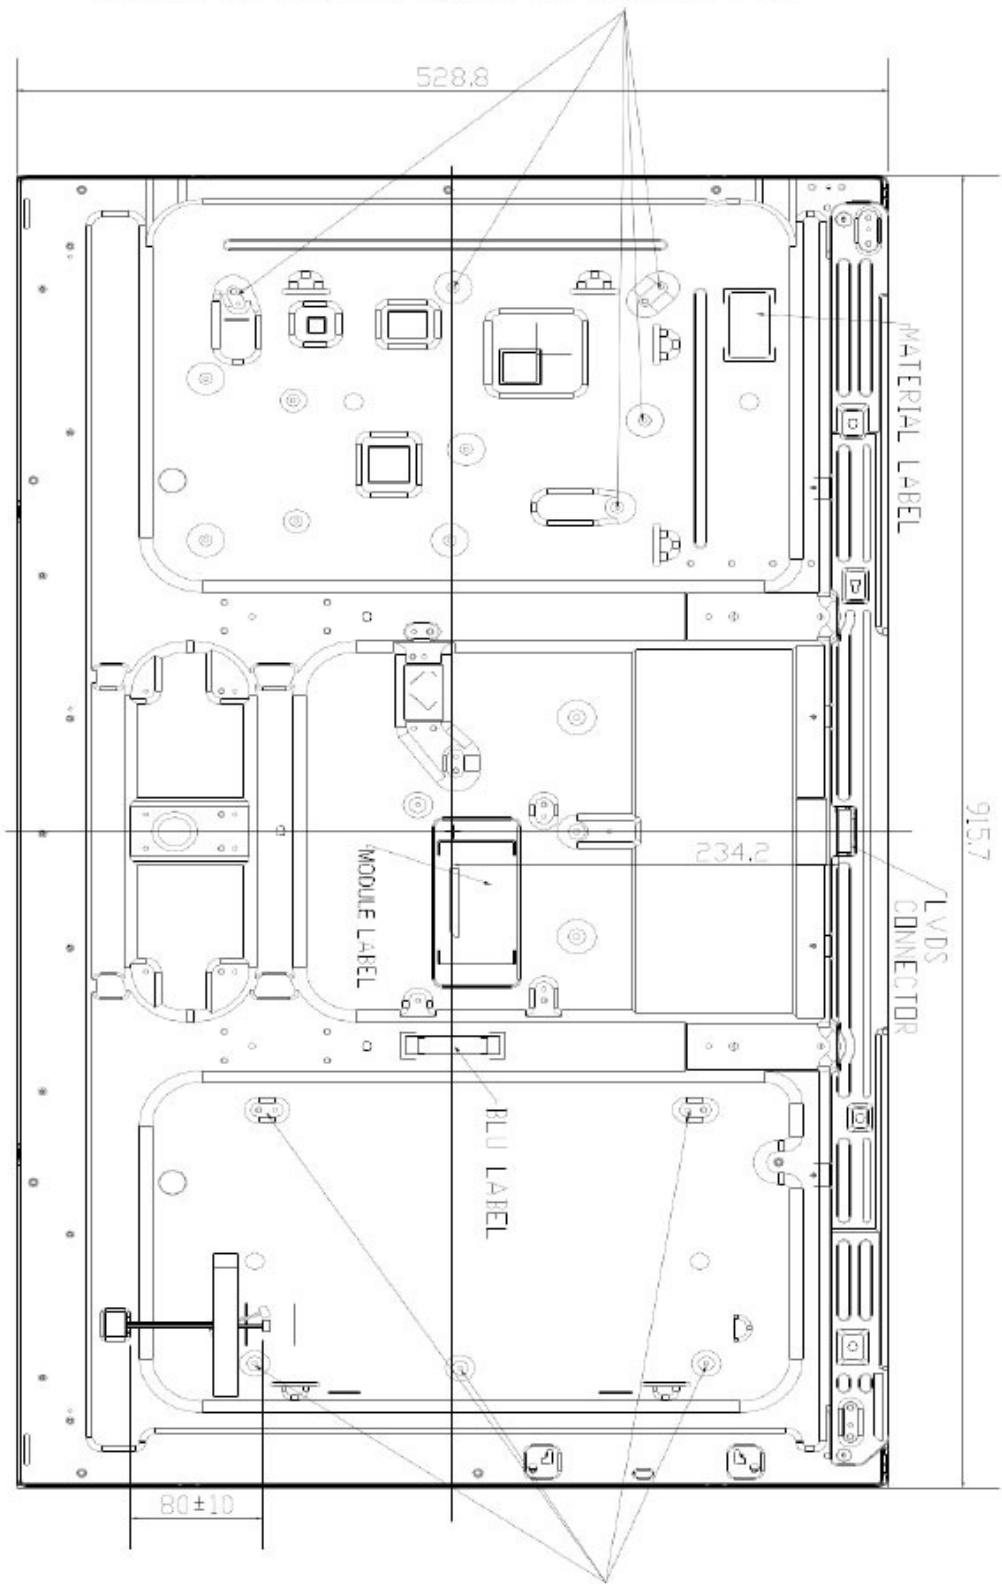 528.8
MATERIAL LABEL
915.7
234.2
LVDS
CONNECTOR
MODULE LABEL
BLU LABEL
80±10